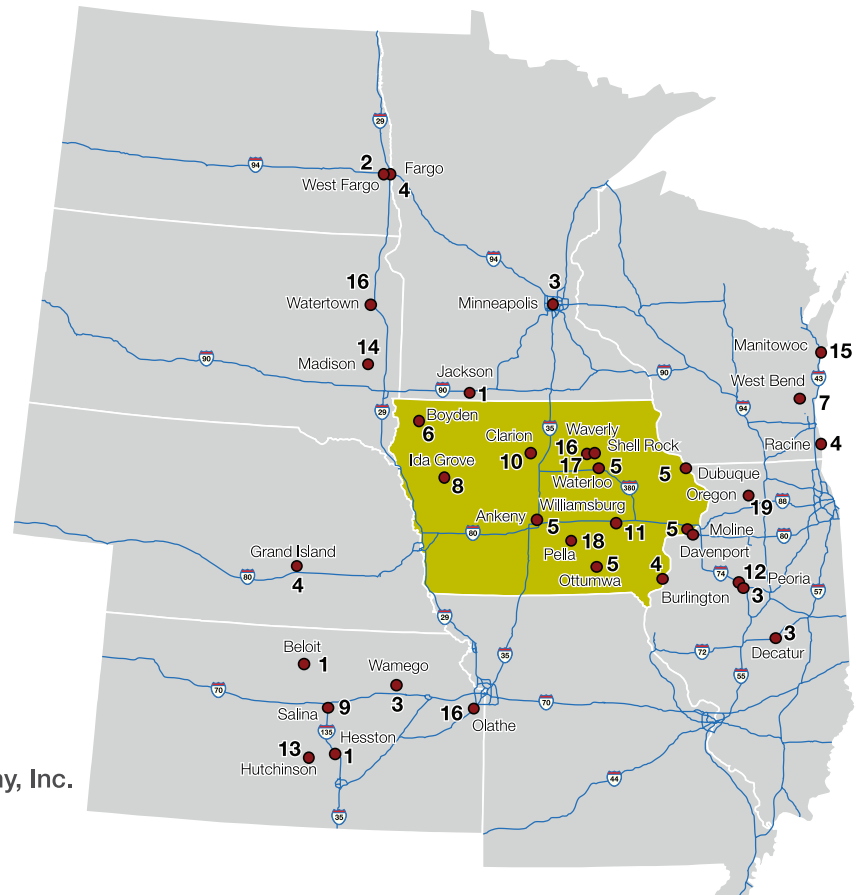 29
94
2
Fargo
West Fargo
4
94
16
3
Watertown
Minneapolis
14
Manitowoc
15
90
Madison
Jackson
90
43
West Bend
90
1
94
7
29
Boyden
35
Waverly
6
Clarion
16
Shell Rock
Racine
4
Ida Grove
10
17
5
5
Dubuque
8
Waterloo
380
Oregon
88
Williamsburg
19
Ankeny
5
11
5
Moline
80
80
18
Davenport
Pella
Grand Island
5
4
74
12
Peoria
80
4
Ottumwa
Burlington
3
57
29
3
Beloit
35
72
Decatur
1
Wamego
55
70
3
70
Salina
9
16
Olathe
135
Hesston
13
1
Hutchinson
ny, Inc.
44
35